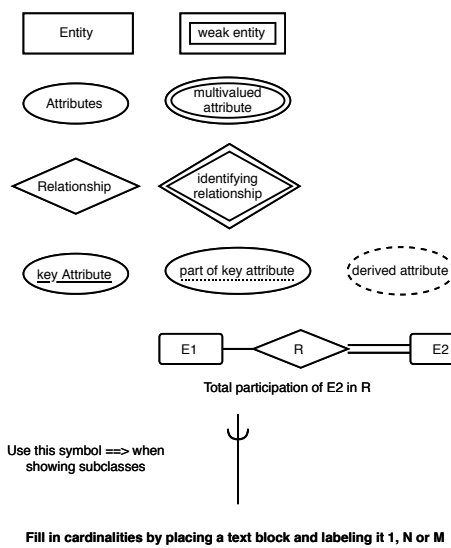 Entity
weak entity
Attributes
multivalued
attribute
Relationship
identifying
relationship
key Attribute
part of key attribute
derived attribute
E1
R
E2
Total participation of E2 in R
Use this symbol ==> when
showing subclasses
Fill in cardinalities by placing a text block and labeling it 1, N or M